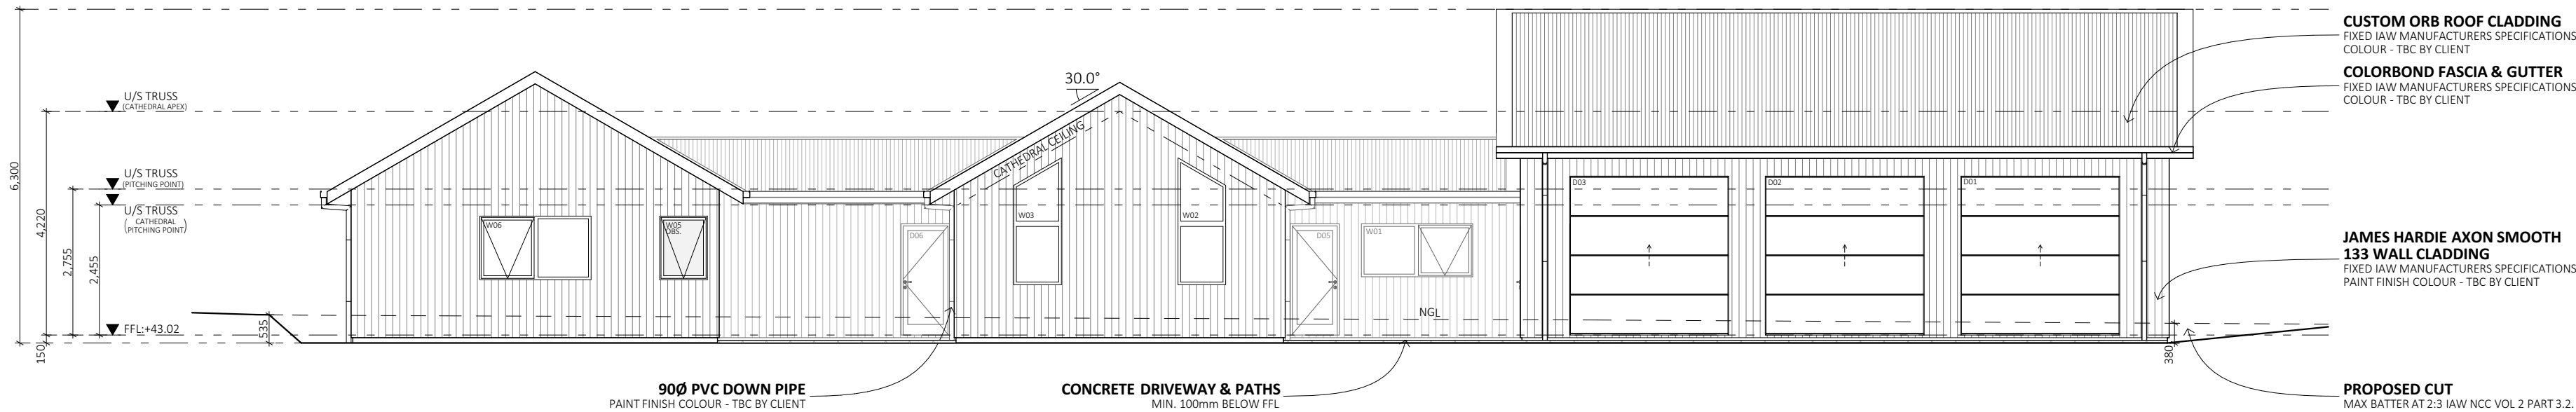 CUSTOM ORB ROOF CLADDING
FIXED IAW MANUFACTURERS SPECIFICATIONS
COLOUR - TBC BY CLIENT
COLORBOND FASCIA & GUTTER
FIXED IAW MANUFACTURERS SPECIFICATIONS
COLOUR - TBC BY CLIENT
30.0°
U/S TRUSS
(CATHEDRAL APEX)
CATHEDRAL CEILING
6,300
4,220
2,755
2,455
U/S TRUSS
(PITCHING POINT)
U/S TRUSS
(CATHEDRAL
PITCHING POINT)
W06
W05
OBS.
D06
W03
W02
D05
W01
D03
D02
D01
JAMES HARDIE AXON SMOOTH
133 WALL CLADDING
FIXED IAW MANUFACTURERS SPECIFICATIONS
PAINT FINISH COLOUR - TBC BY CLIENT
NGL
FFL:+43.02
535
150
380
90Ø PVC DOWN PIPE
PAINT FINISH COLOUR - TBC BY CLIENT
CONCRETE DRIVEWAY & PATHS
MIN. 100mm BELOW FFL
PROPOSED CUT
MAX BATTER AT 2:3 IAW NCC VOL 2 PART 3.2.